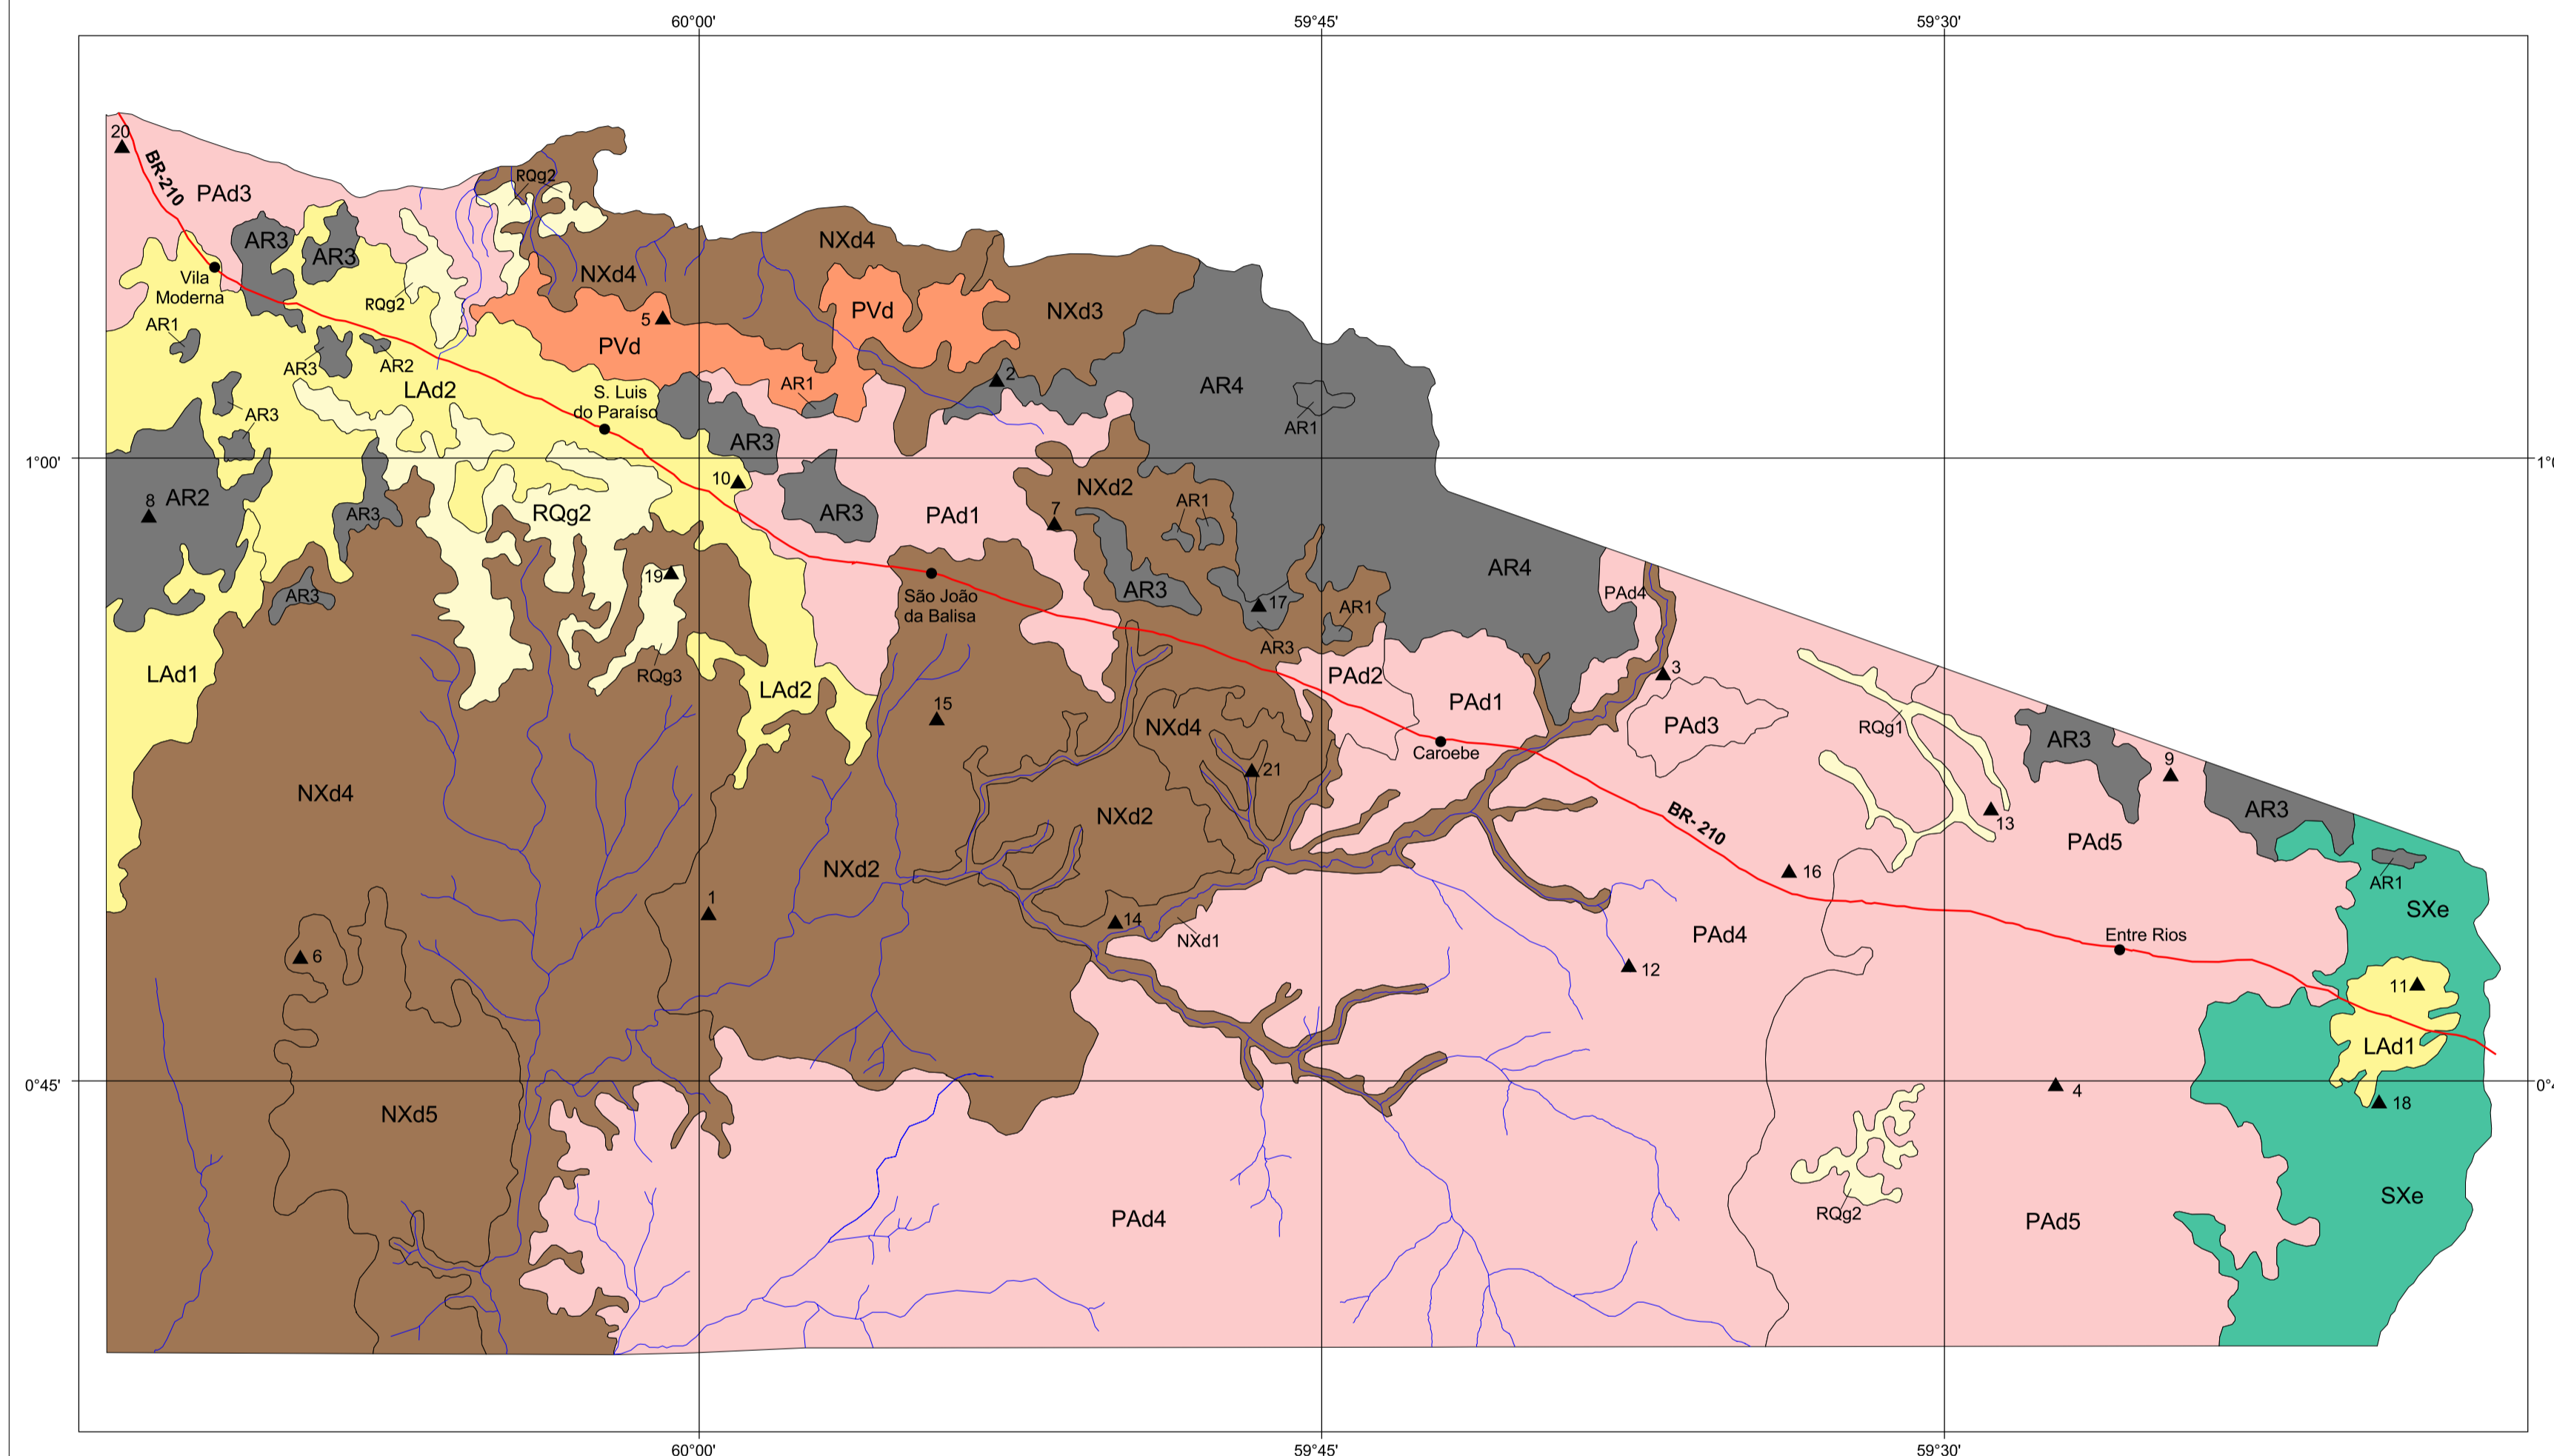 60°00'
59°45'
59°30'
20
BR-210
PAd3
RQg2
AR3
AR3
NXd4
NXd4
Vila
Moderna
RQg2
PVd
NXd3
AR1
5
PVd
AR3
AR2
LAd2
2
AR4
AR1
S. Luis
do Paraíso
AR1
AR3
AR3
1°00'
1°0
10
NXd2
8
AR2
AR3
RQg2
AR3
PAd1
7
AR1
AR4
19
AR3
São João
da Balisa
AR3
17
AR1
PAd4
AR3
LAd1
RQg3
LAd2
PAd2
3
PAd1
15
NXd4
PAd3
RQg1
AR3
Caroebe
9
21
NXd4
NXd2
BR- 210
13
AR3
PAd5
NXd2
16
AR1
1
14
SXe
NXd1
PAd4
Entre Rios
6
12
11
LAd1
0°45'
0°4
4
18
NXd5
SXe
PAd4
RQg2
PAd5
60°00'
59°45'
59°30'